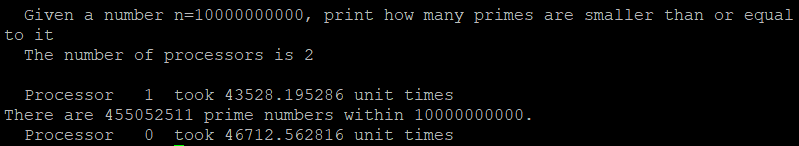 Given a number n=10000000000, print how many primes are smaller than or equal
to it
The number of processors is 2
Processor 1 took 43528.195286 unit times
There are 455052511 prime numbers within 10000000000.
Processor 0 took 46712.562816 unit times